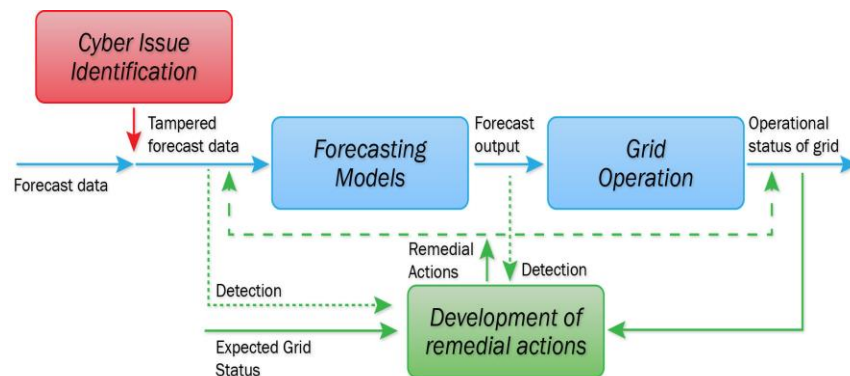 Cyber Issue
Identification
Tampered
forecast data
Forecast data
Forecasting
Models
Forecast
output
Grid
Operation
Operational
status of grid
Remedial
Actions
Detection
Detection
Expected Grid
Status
Development of
remedial actions